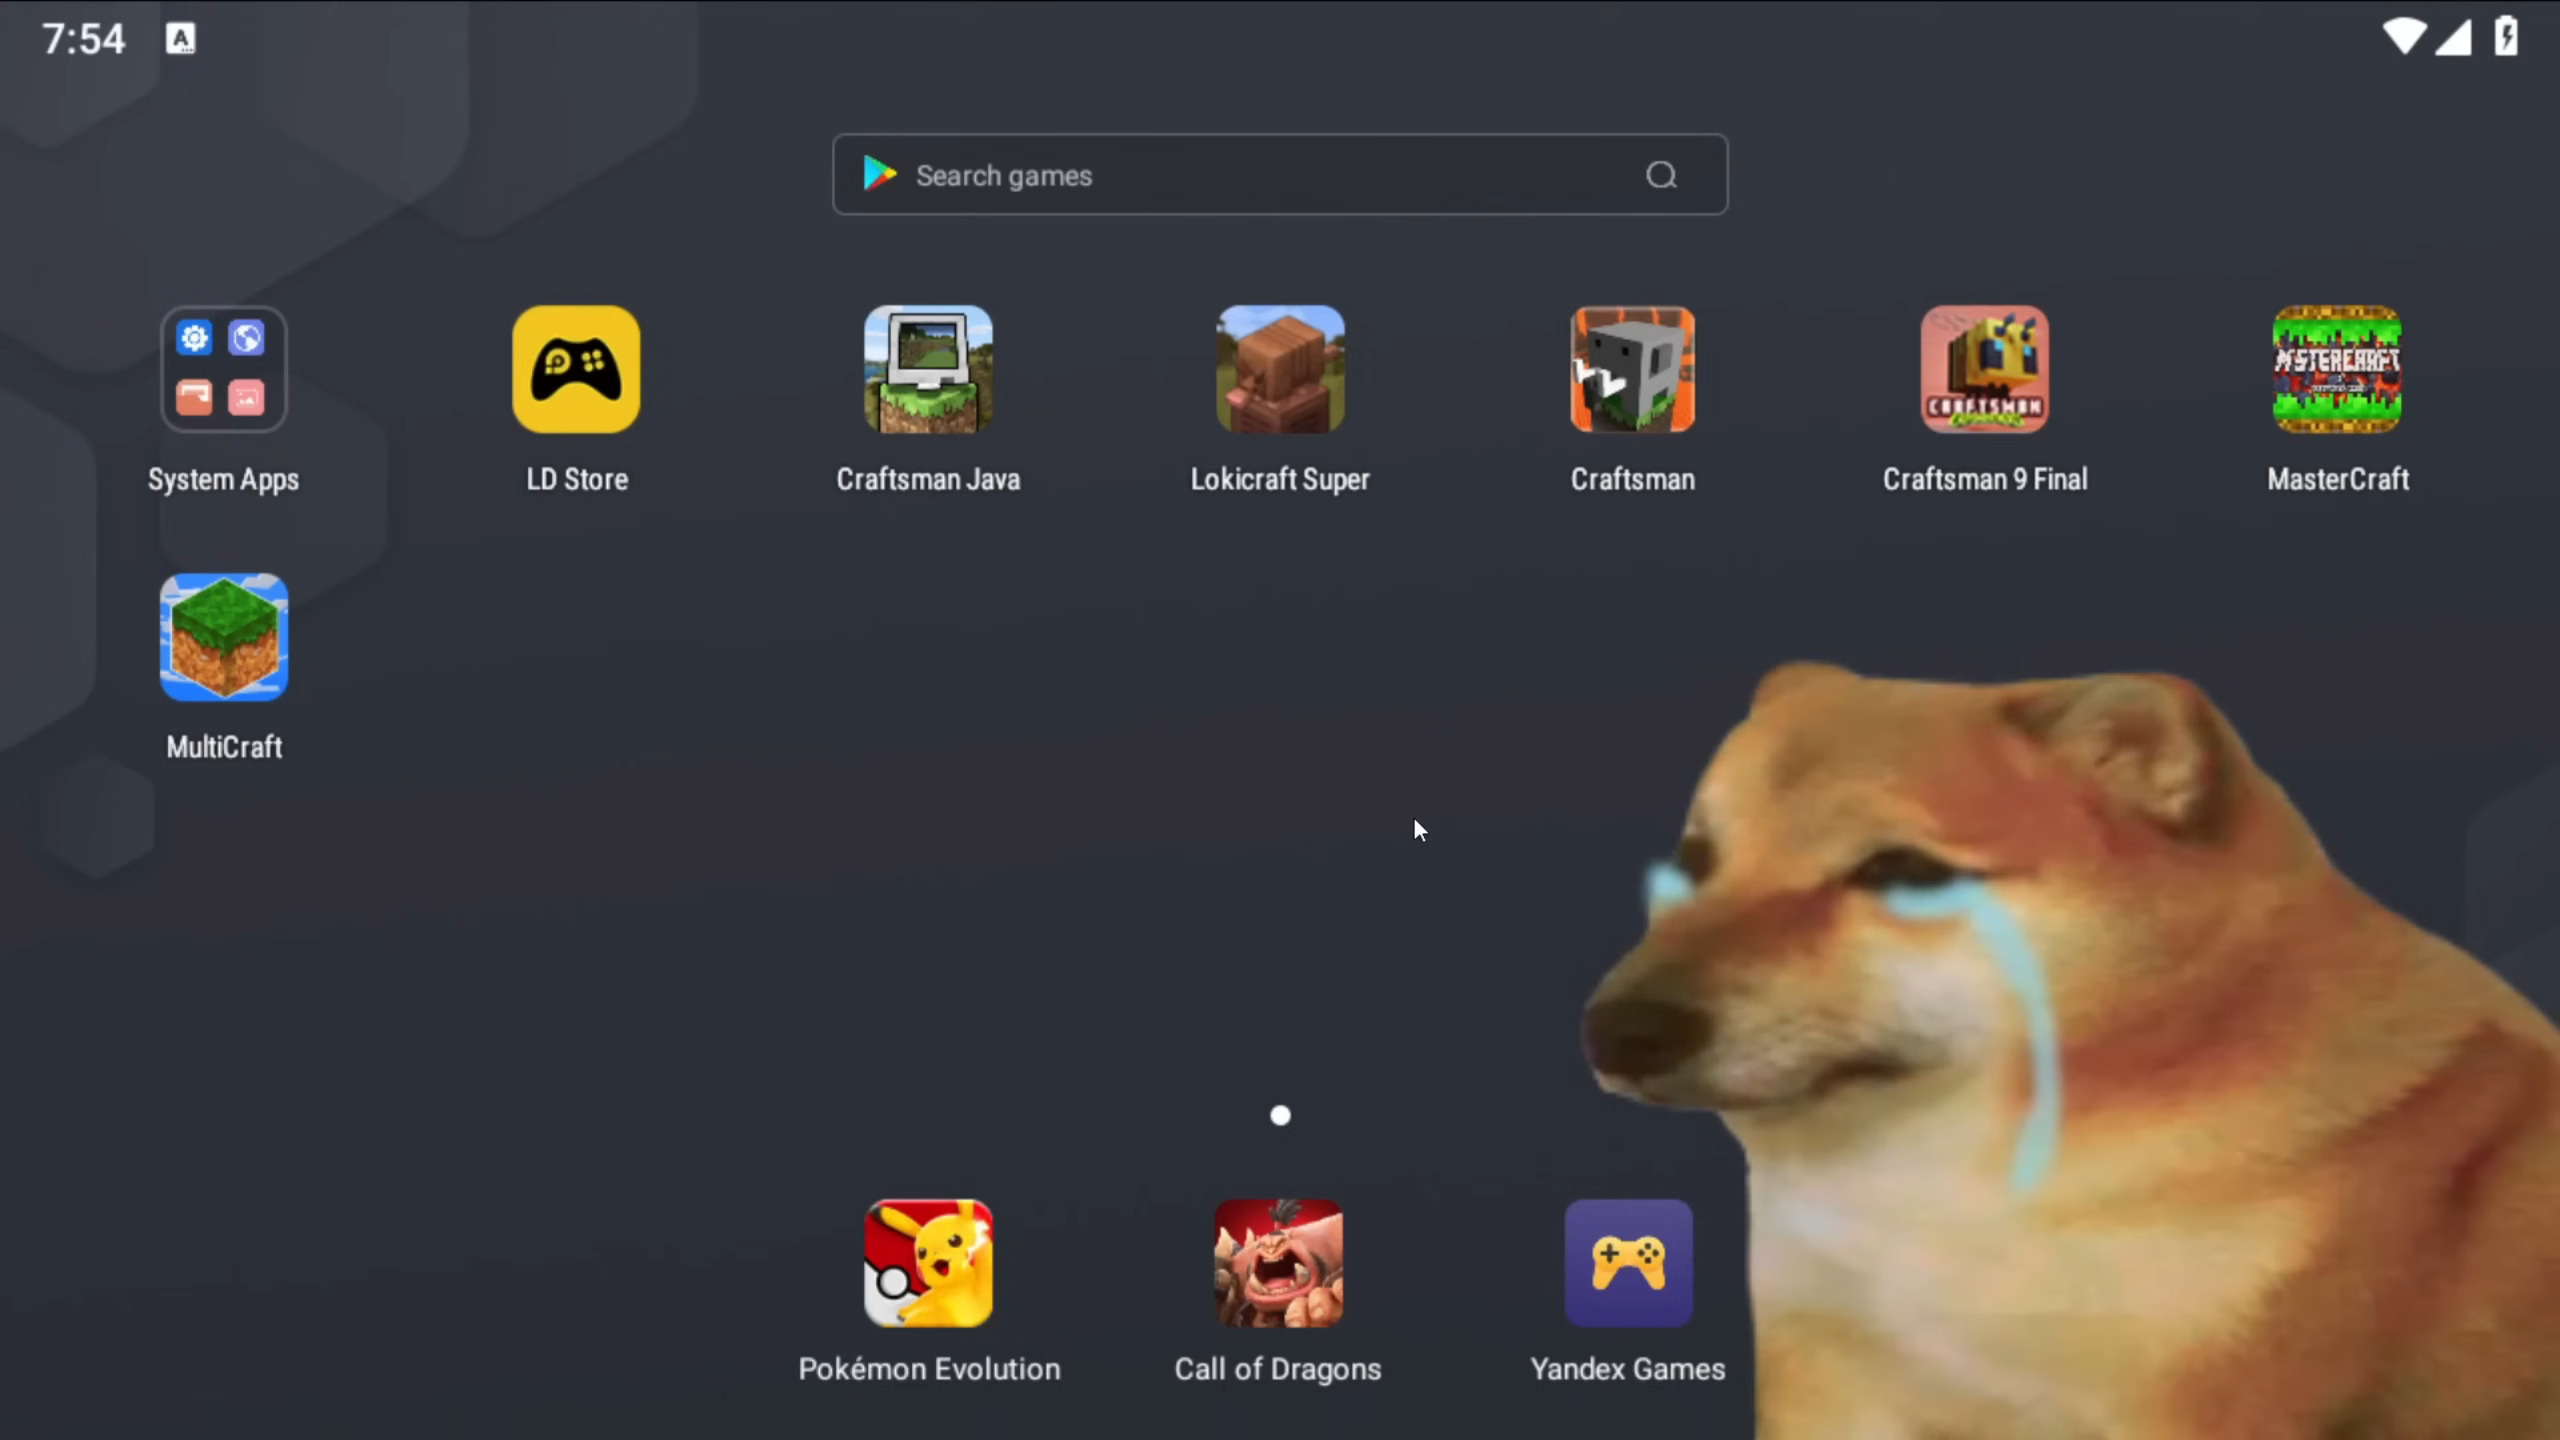 7:54
A
Search games
System Apps
LD Store
Craftsman Java
Lokicraft Super
Craftsman
CRAFTSMAN
Craftsman 9 Final
MasterCraft
MultiCraft
Pokémon Evolution
Call of Dragons
Yandex Games